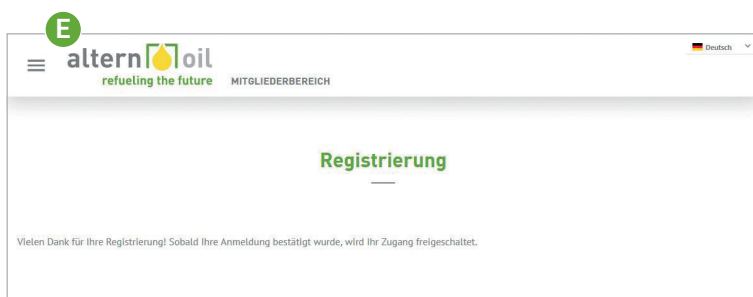 E
Deutsch
altern oil
refueling the future
MITGLIEDERBEREICH
Registrierung
Vielen Dank für Ihre Registrierung! Sobald Ihre Anmeldung bestätigt wurde, wird Ihr Zugang freigeschaltet.